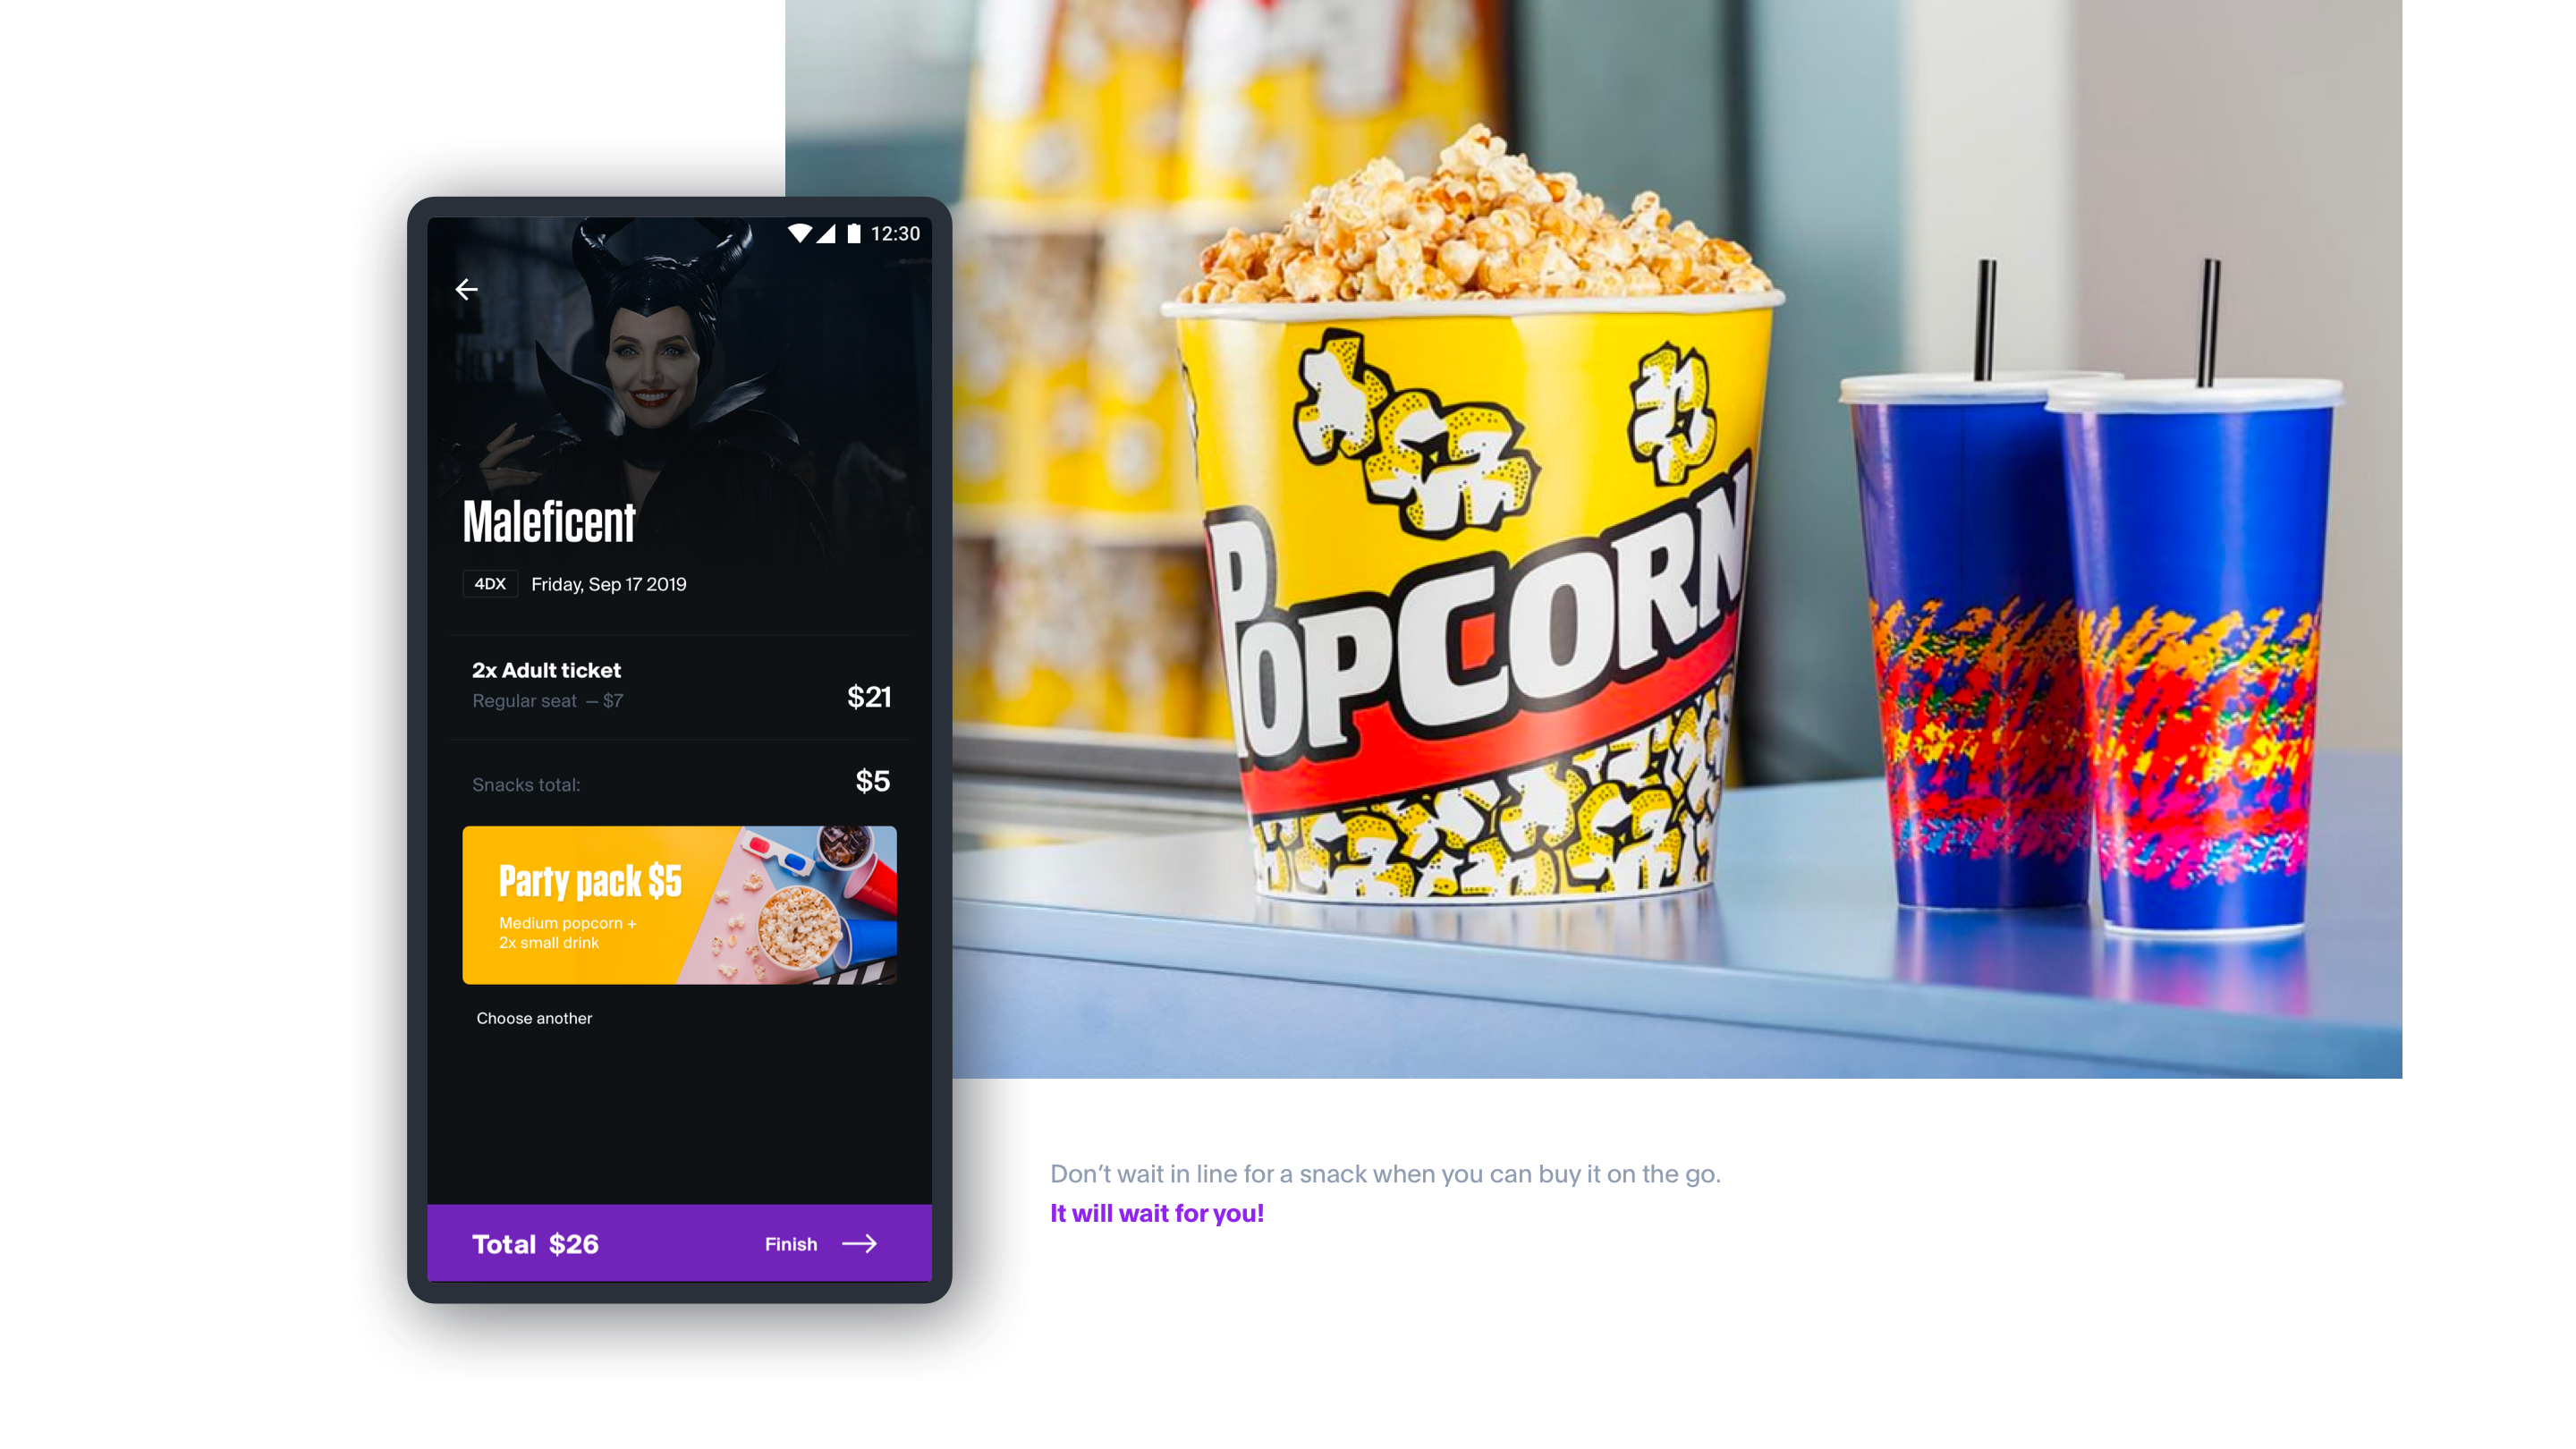 12:30
Maleficent
4DX Friday, Sep 17 2019
2x Adult ticket
Regular seat — $7
$21
Snacks total:
$5
Party pack $5
Medium popcorn +
2x small drink
Choose another
Total $26
Finish
POPCORN
Don’t wait in line for a snack when you can buy it on the go.
It will wait for you!